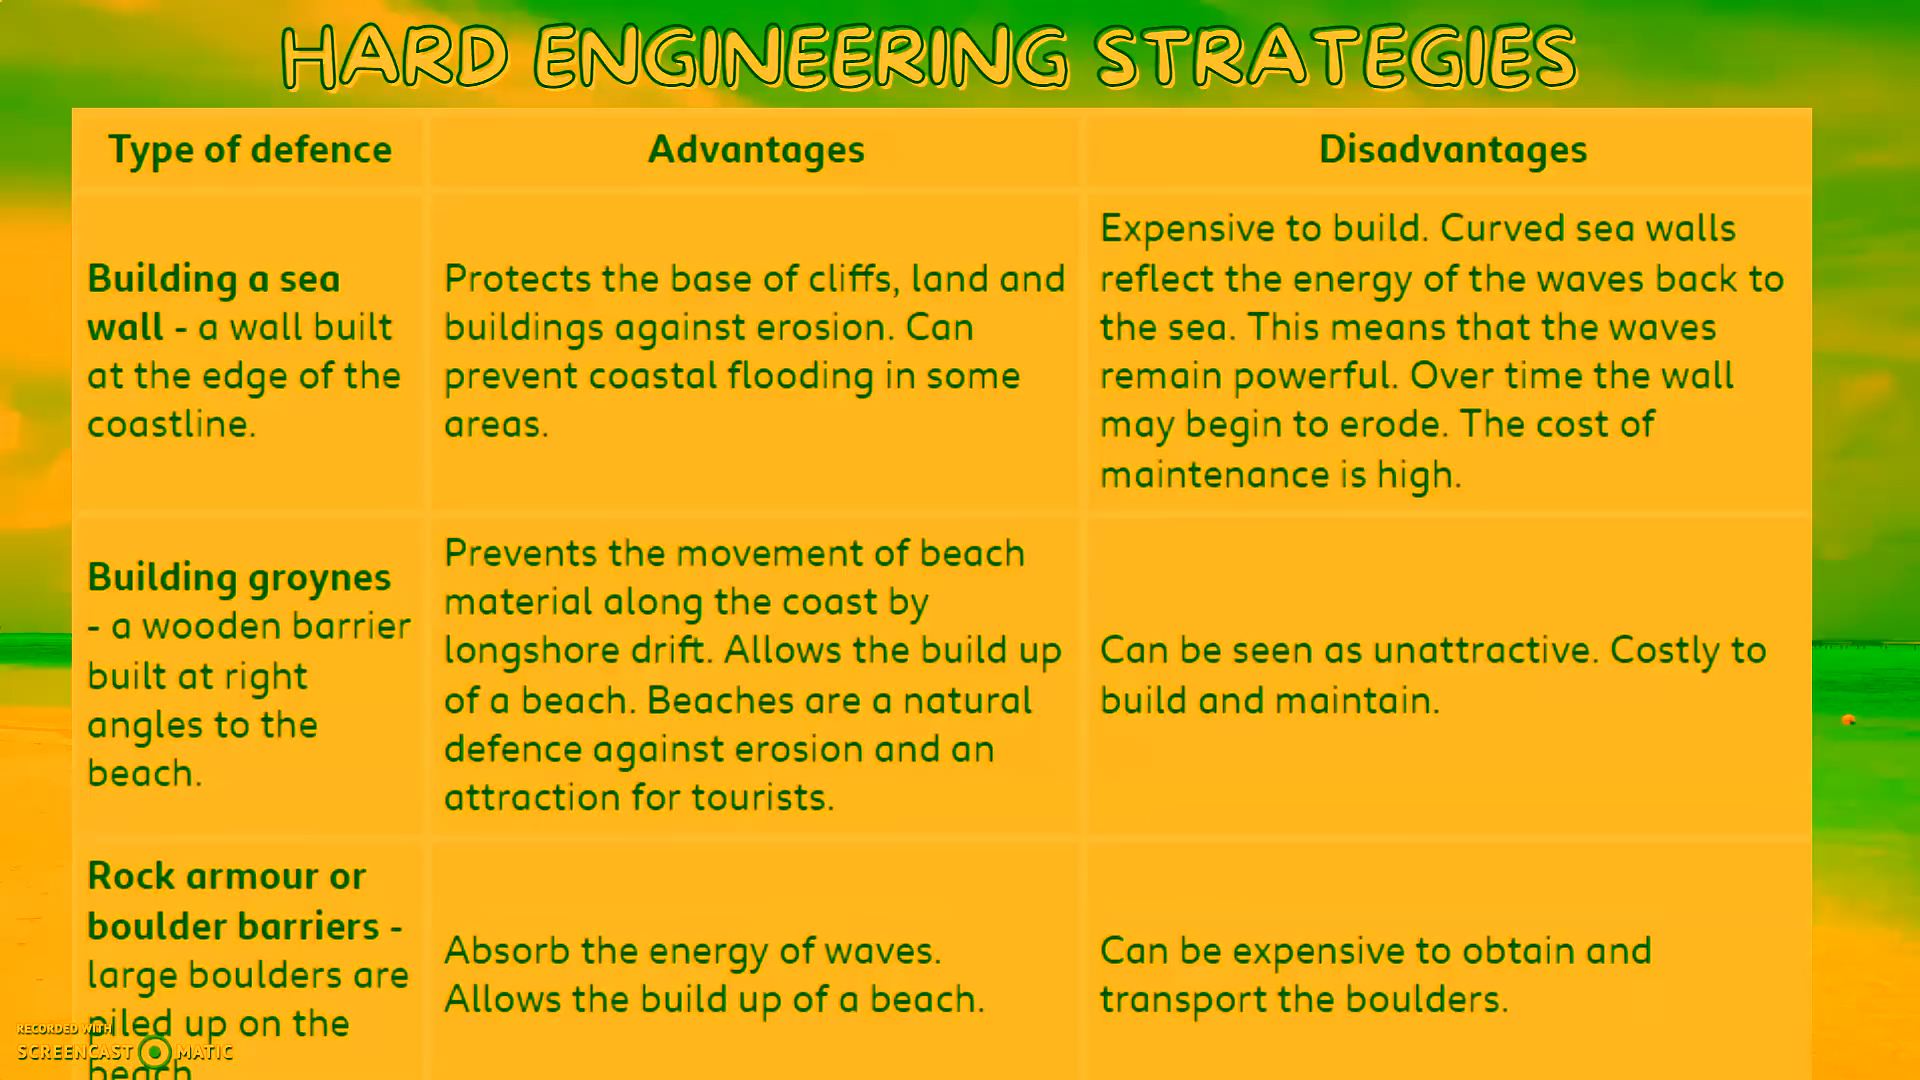 HARD ENGINEERING STRATEGIES
Type of defence
Advantages
Disadvantages
Building a sea
wall - a wall built
at the edge of the
coastline.
Protects the base of cliffs, land and
buildings against erosion. Can
prevent coastal flooding in some
areas.
Expensive to build. Curved sea walls
reflect the energy of the waves back to
the sea. This means that the waves
remain powerful. Over time the wall
may begin to erode. The cost of
maintenance is high.
Building groynes
- a wooden barrier
built at right
angles to the
beach.
Prevents the movement of beach
material along the coast by
longshore drift. Allows the build up
of a beach. Beaches are a natural
defence against erosion and an
attraction for tourists.
Can be seen as unattractive. Costly to
build and maintain.
Rock armour or
boulder barriers -
large boulders are
piled up on the
beach
Absorb the energy of waves.
Allows the build up of a beach.
Can be expensive to obtain and
transport the boulders.
RECORDED WITH
SCREENCAST MATIC